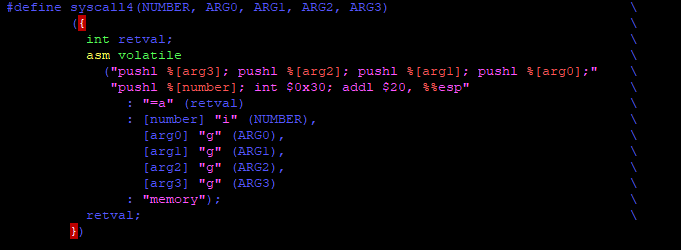 #define syscall4(NUMBER, ARG0, ARG1, ARG2, ARG3) \
({ \
int retval; \
asm volatile \
("pushl %[arg3]; pushl %[arg2]; pushl %[arg1]; pushl %[arg0];" \
"pushl %[number]; int $0x30; addl $20, %%esp" \
: "=a" (retval) \
: [number] "i" (NUMBER), \
[arg0] "g" (ARG0), \
[arg1] "g" (ARG1), \
[arg2] "g" (ARG2), \
[arg3] "g" (ARG3) \
: "memory"); \
retval; \
})